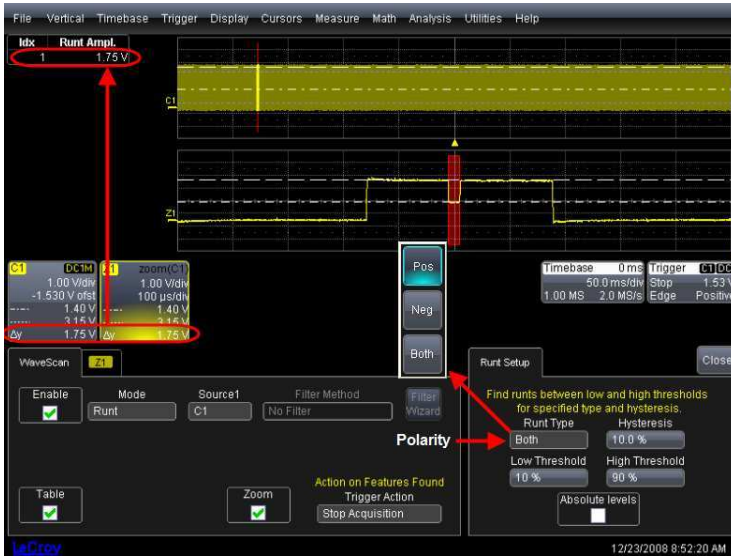 File Vertical Timebase Trigger Display Cursors Measure Math Analysis Utilities Help
Idx Runt Ampl.
1 1.75 V
C1
Z1
C1 DC1M
1.00 V/div
-1.530 V ofst
1.40 V
3.15 V
Δy 1.75 V
Z1 zoom(C1)
1.00 V/div
100 µs/div
1.40 V
3.15 V
Δy 1.75 V
Pos
Neg
Both
Timebase 0 ms
50.0 ms/div
1.00 MS 2.0 MS/s
Trigger C1 DC
Stop 1.53 V
Edge Positive
WaveScan Z1
Enable
Mode
Runt
Source1
C1
Filter Method
No Filter
Filter Wizard
Polarity
Action on Features Found
Table
Zoom
Trigger Action
Stop Acquisition
Runt Setup
Close
Find runts between low and high thresholds
for specified type and hysteresis.
Runt Type Hysteresis
Both 10.0 %
Low Threshold High Threshold
10 % 90 %
Absolute levels
LeCroy
12/23/2008 8:52:20 AM